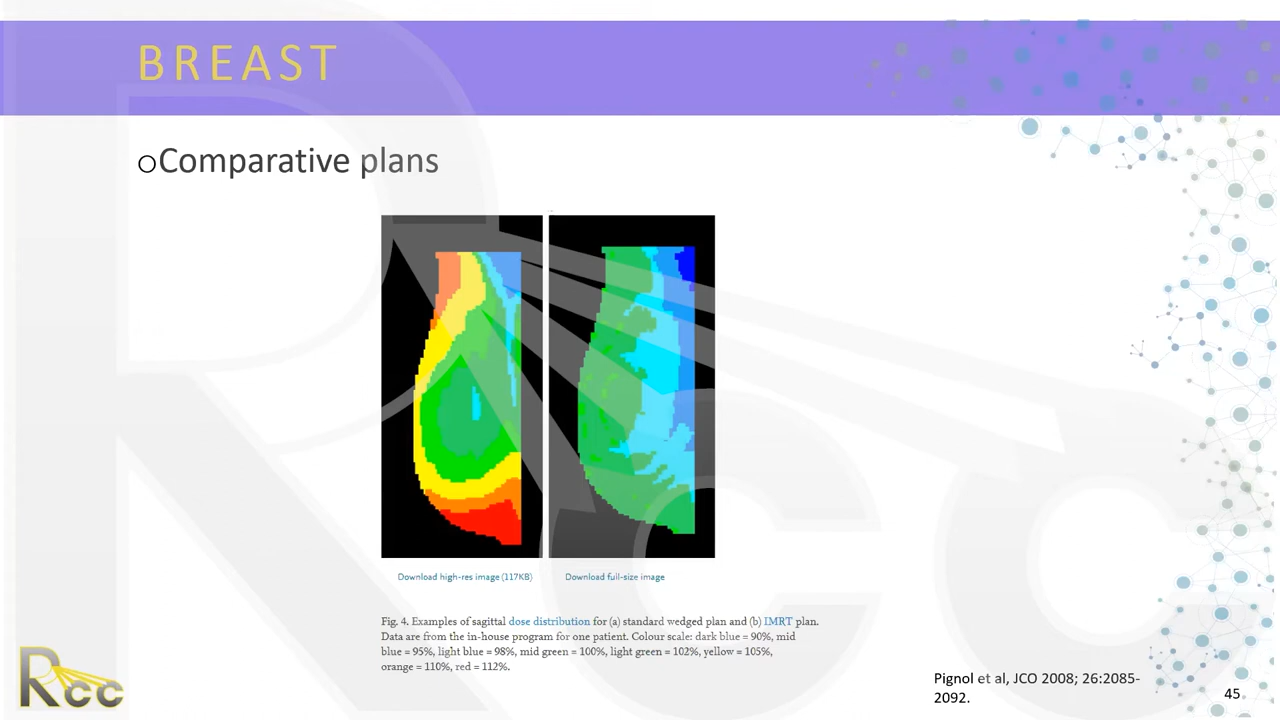 BREAST
oComparative plans
Download high-res image (117KB)
Download full-size image
Fig. 4. Examples of sagittal dose distribution for (a) standard wedged plan and (b) IMRT plan.
Data are from the in-house program for one patient. Colour scale: dark blue = 90%, mid
blue = 95%, light blue = 98%, mid green = 100%, light green = 102%, yellow = 105%,
orange = 110%, red = 112%.
Pignol et al, JCO 2008; 26:2085-
2092.
45
Rcc